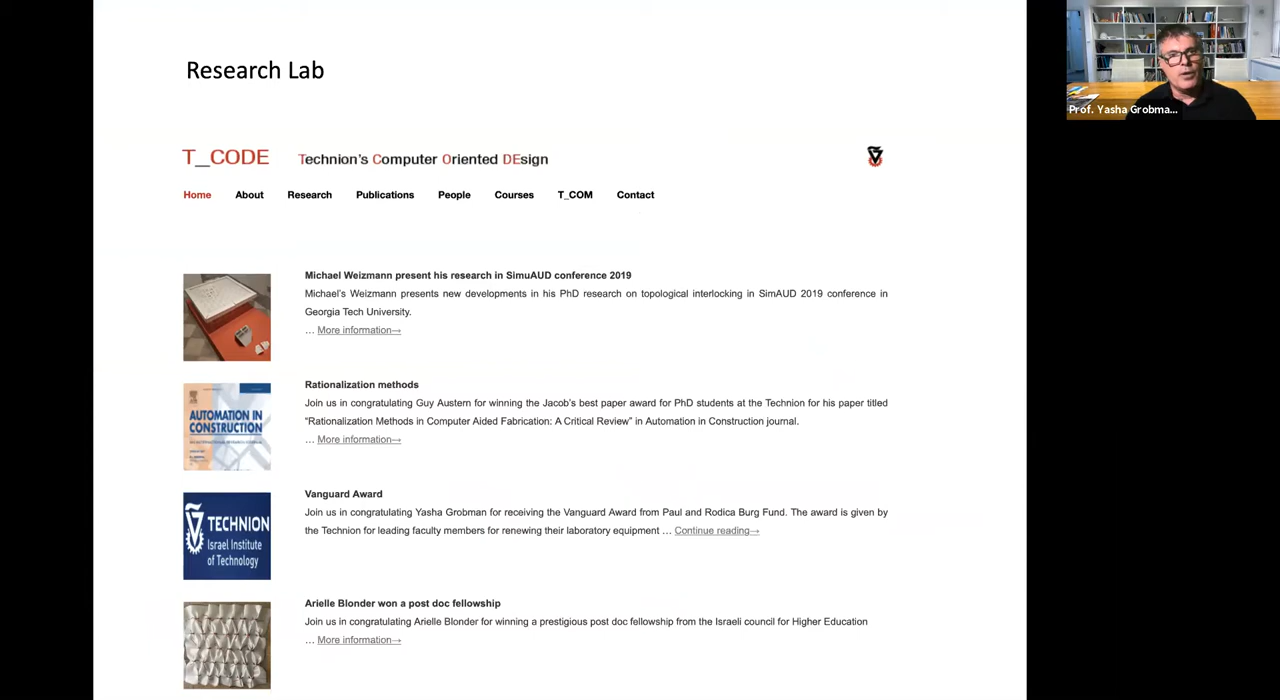 Research Lab
Prof. Yasha Grobma...
T_CODE Technion's Computer Oriented DEsign
Home About Research Publications People Courses T_COM Contact
Michael Weizmann present his research in SimuAUD conference 2019
Michael's Weizmann presents new developments in his PhD research on topological interlocking in SimAUD 2019 conference in
Georgia Tech University.
... More information→
AUTOMATION IN
CONSTRUCTION
Rationalization methods
Join us in congratulating Guy Austern for winning the Jacob's best paper award for PhD students at the Technion for his paper titled
"Rationalization Methods in Computer Aided Fabrication: A Critical Review" in Automation in Construction journal.
... More information→
TECHNION
Israel Institute
of Technology
Vanguard Award
Join us in congratulating Yasha Grobman for receiving the Vanguard Award from Paul and Rodica Burg Fund. The award is given by
the Technion for leading faculty members for renewing their laboratory equipment ... Continue reading→
Arielle Blonder won a post doc fellowship
Join us in congratulating Arielle Blonder for winning a prestigious post doc fellowship from the Israeli council for Higher Education
... More information→